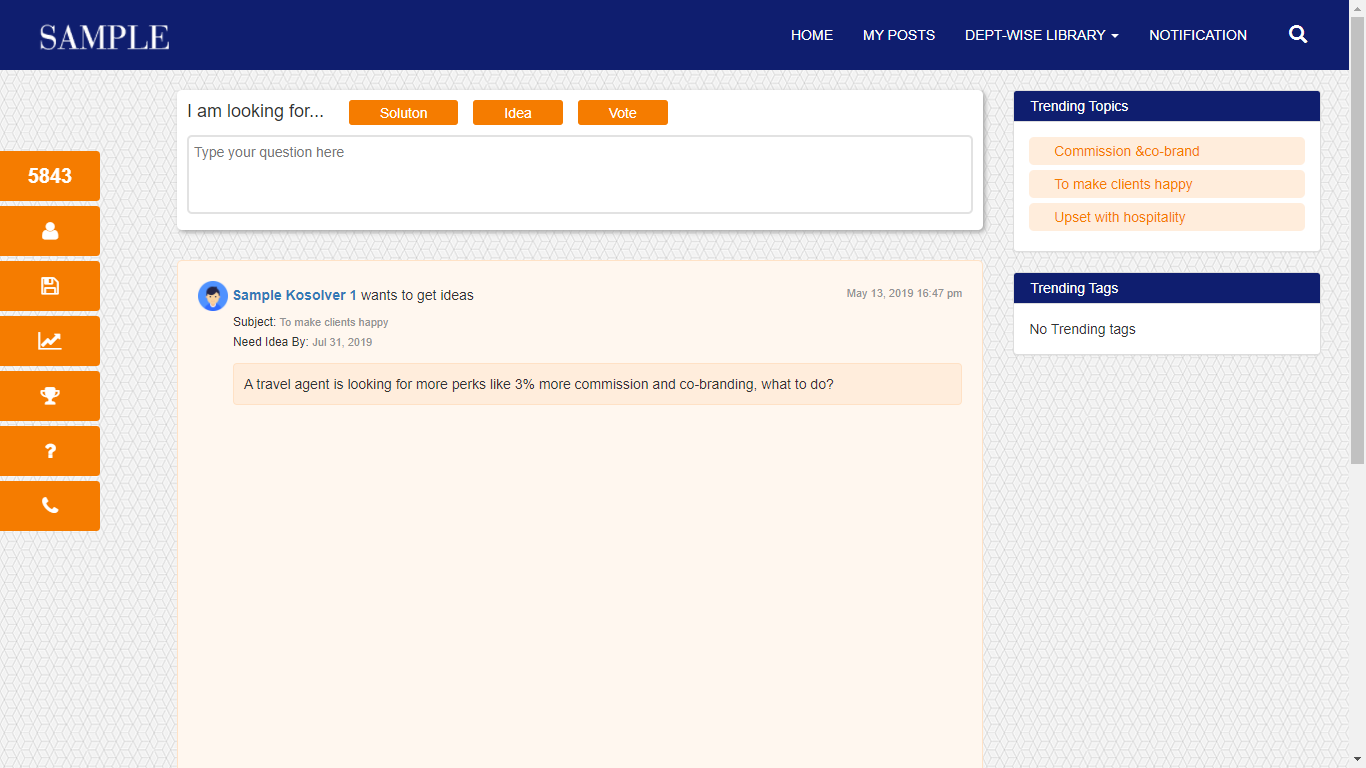 SAMPLE
HOME MY POSTS DEPT-WISE LIBRARY NOTIFICATION
I am looking for... Soluton Idea Vote
Type your question here
5843
?
Sample Kosolver 1 wants to get ideas May 13, 2019 16:47 pm
Subject: To make clients happy
Need Idea By: Jul 31, 2019
A travel agent is looking for more perks like 3% more commission and co-branding, what to do?
Trending Topics
Commission &co-brand
To make clients happy
Upset with hospitality
Trending Tags
No Trending tags